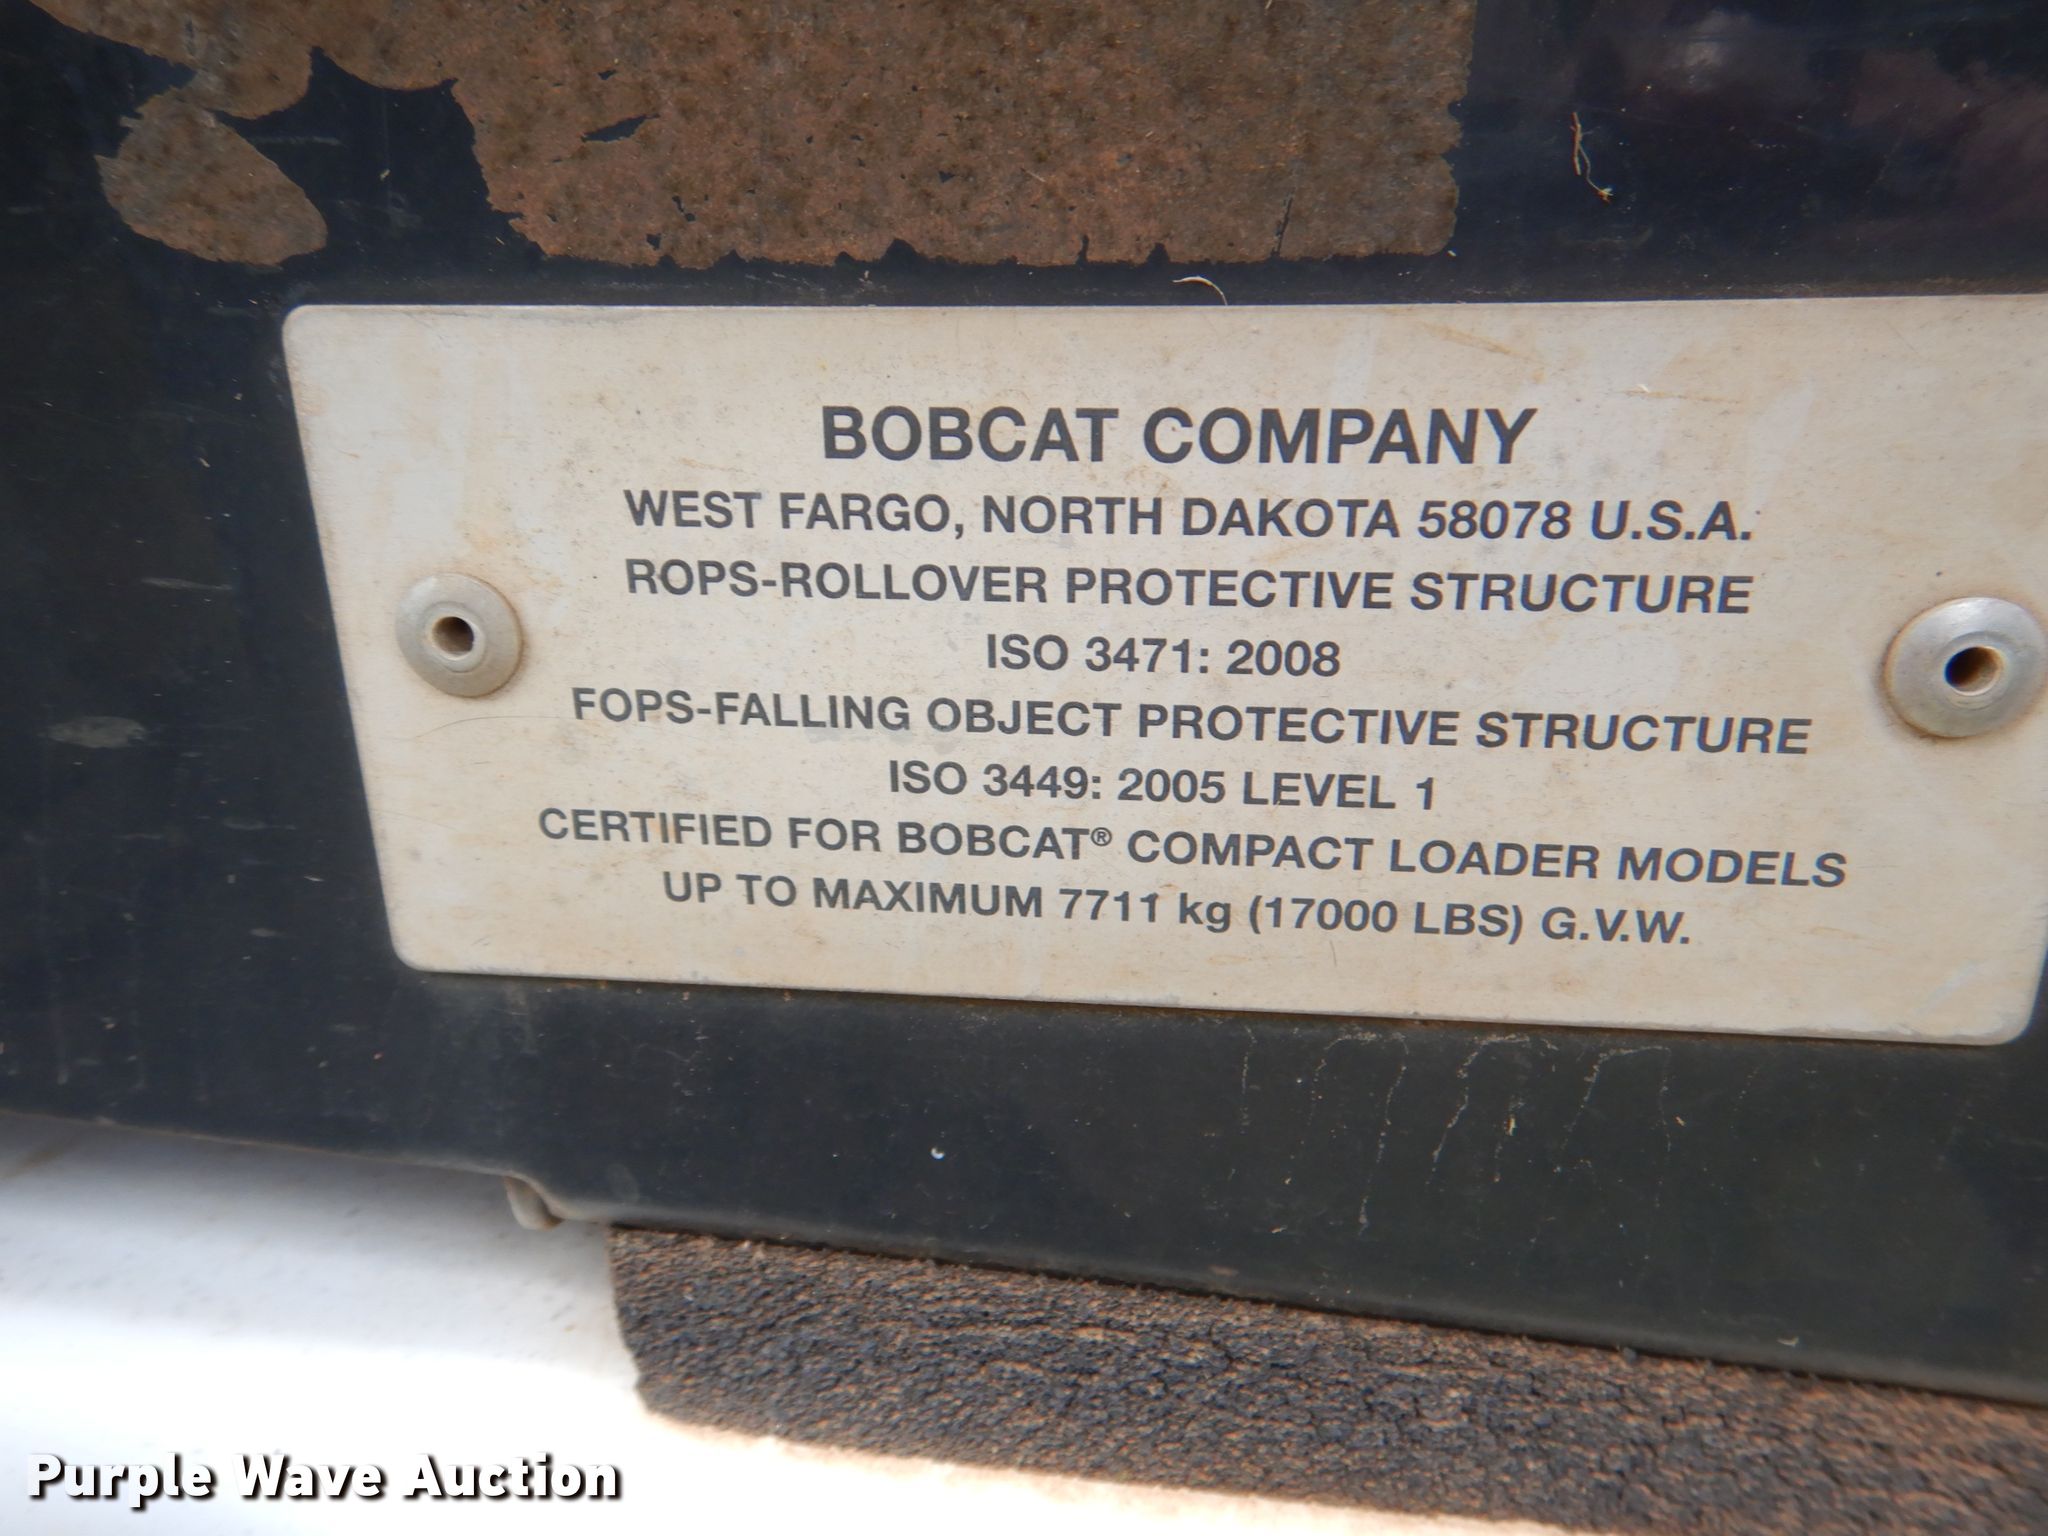 BOBCAT COMPANY
WEST FARGO, NORTH DAKOTA 58078 U.S.A.
ROPS-ROLLOVER PROTECTIVE STRUCTURE
ISO 3471: 2008
FOPS-FALLING OBJECT PROTECTIVE STRUCTURE
ISO 3449: 2005 LEVEL 1
CERTIFIED FOR BOBCAT® COMPACT LOADER MODELS
UP TO MAXIMUM 7711 kg (17000 LBS) G.V.W.
Purple Wave Auction